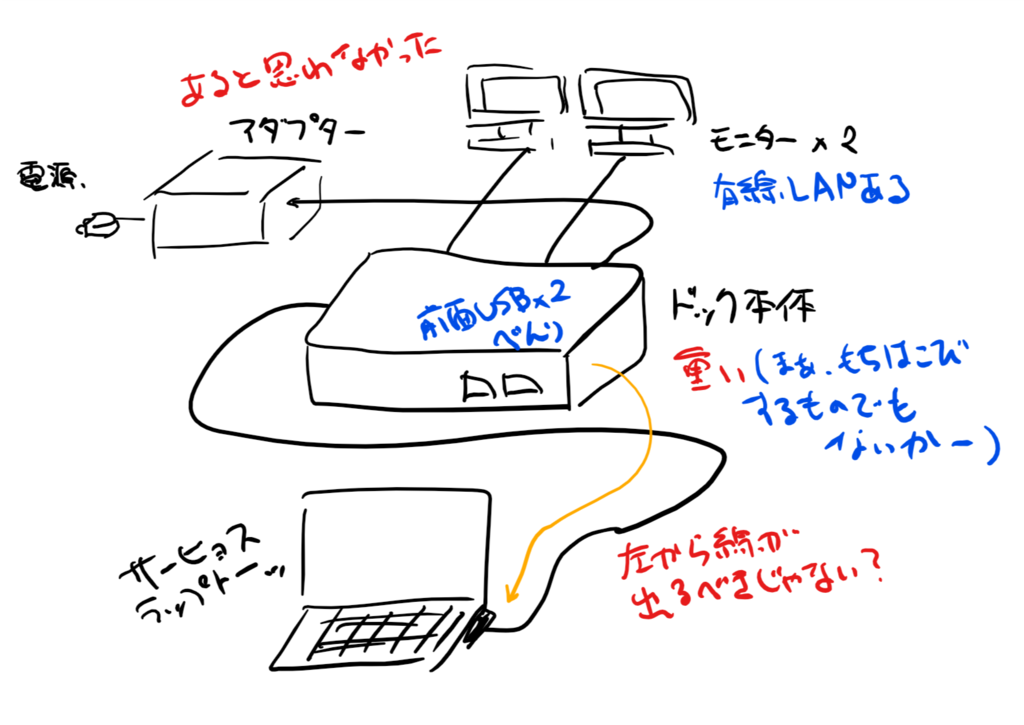 あると思わなかった
アダプター
電源、
モニター×2
有線LANある
前面USB×2
べんり
ドック本体
重い(まぁ、もちはこび
するものでも
ないかー)
サービョス
ラップトーッ
左から線が
出るべきじゃない?